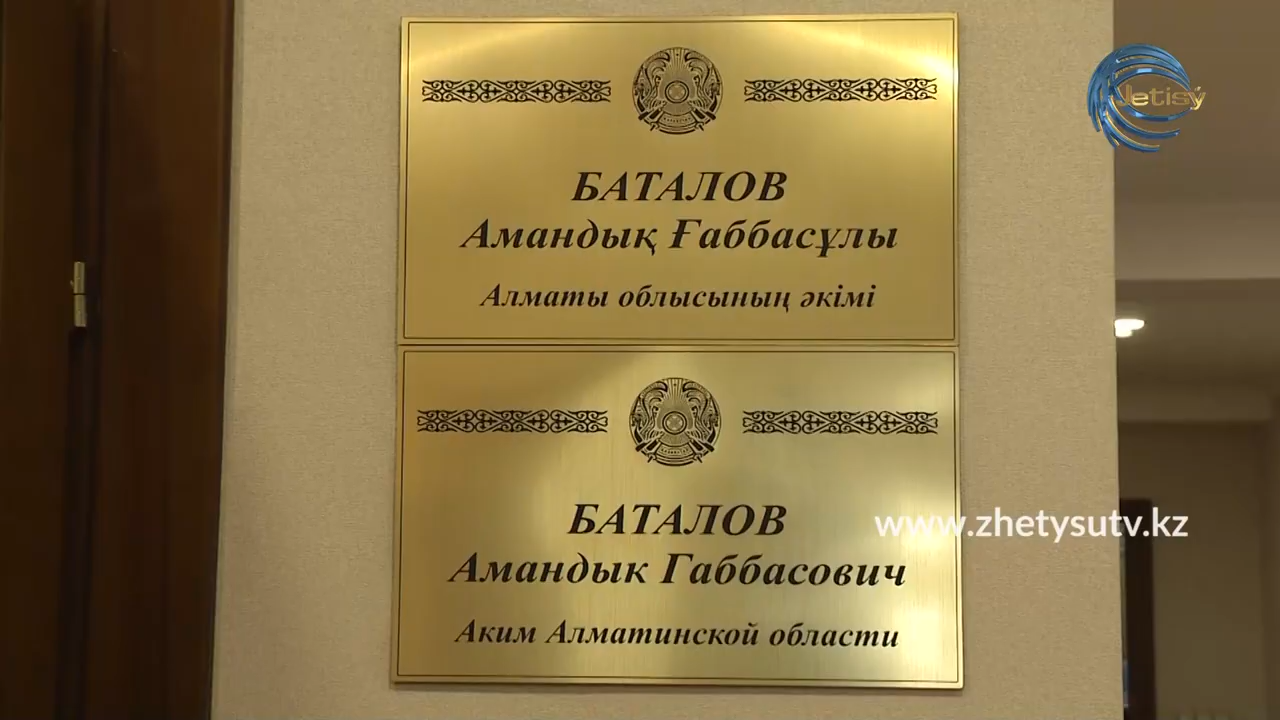 Jetisý
БАТАЛОВ
Амандық Ғаббасұлы
Алматы облысының әкімі
БАТАЛОВ
Амандык Габбасович
Аким Алматинской области
www.zhetysutv.kz